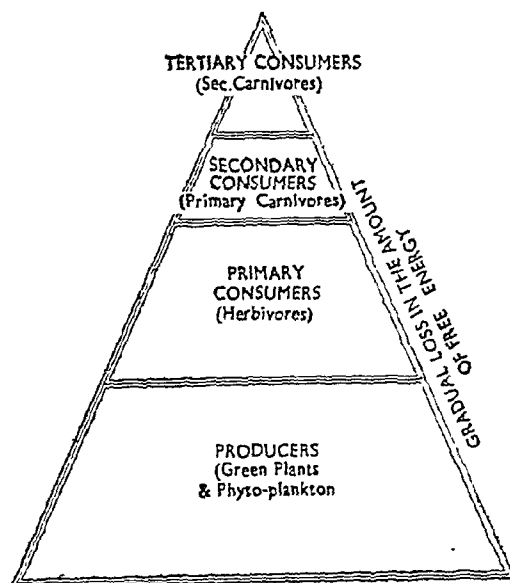 TERTIARY CONSUMERS
(Sec. Carnivores)
SECONDARY
CONSUMERS
(Primary Carnivores)
PRIMARY
CONSUMERS
(Herbivores)
PRODUCERS
(Green Plants
& Phyto-plankton
GRADUAL LOSS IN THE AMOUNT
OF FREE ENERGY